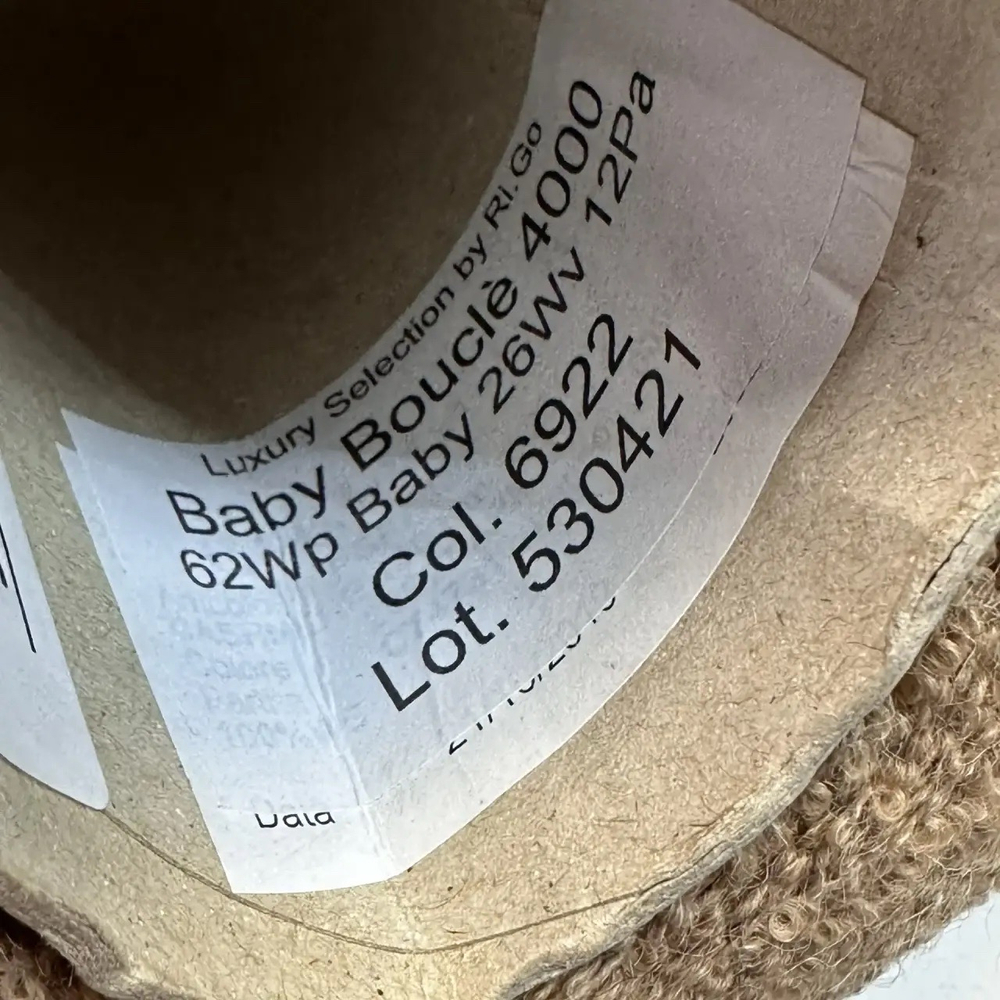 Luxury Selection by Ri.Go
Baby Bouclè 4000
62Wp Baby 26Wv 12Pa
Col. 6922
Lot. 530421
Data